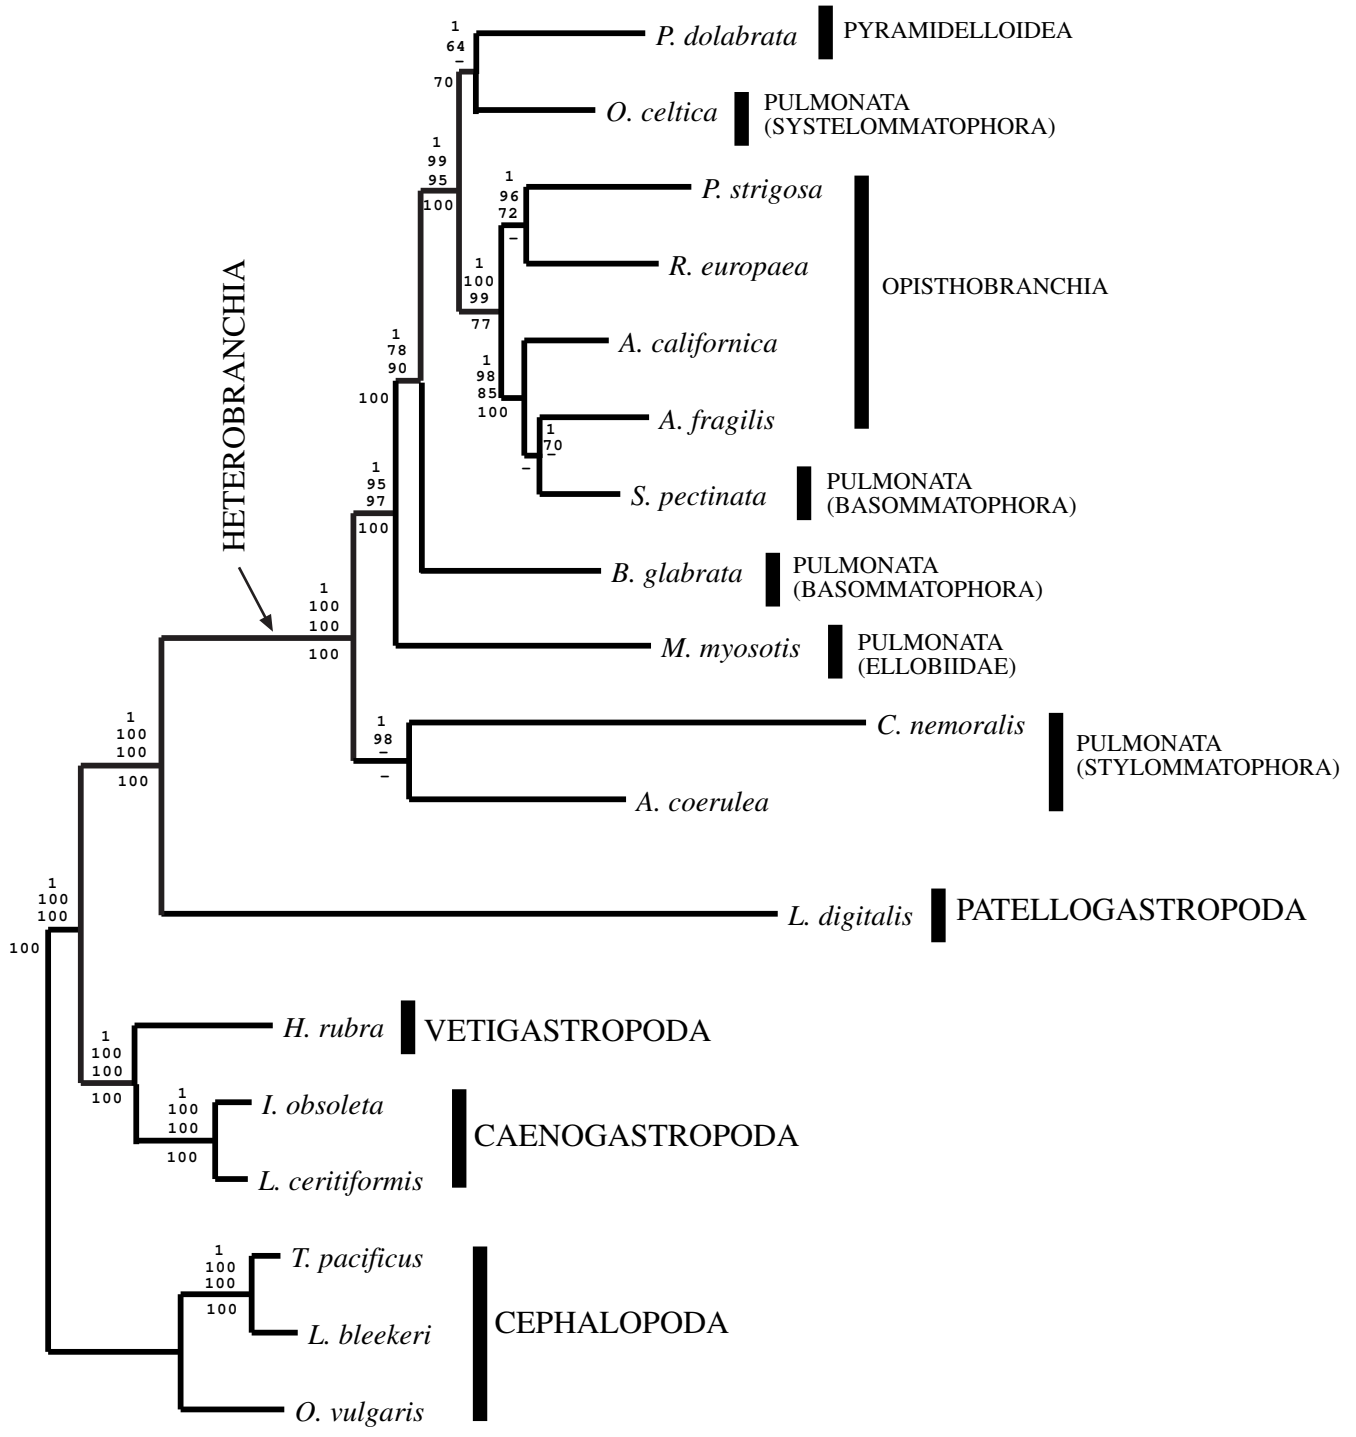 1
64
–
70
P. dolabrata
PYRAMIDELLOIDEA
O. celtica
PULMONATA
(SYSTELOMMATOPHORA)
1
99
95
100
1
96
72
–
P. strigosa
R. europaea
OPISTHOBRANCHIA
1
100
99
77
A. californica
1
98
85
100
A. fragilis
1
70
–
–
S. pectinata
PULMONATA
(BASOMMATOPHORA)
HETEROBRANCHIA
1
78
90
100
1
95
97
100
B. glabrata
PULMONATA
(BASOMMATOPHORA)
1
100
100
100
M. myosotis
PULMONATA
(ELLOBIIDAE)
1
98
–
–
C. nemoralis
A. coerulea
PULMONATA
(STYLOMMATOPHORA)
1
100
100
100
L. digitalis
PATELLOGASTROPODA
1
100
100
100
H. rubra
VETIGASTROPODA
1
100
100
100
1
100
100
100
I. obsoleta
L. ceritiformis
CAENOGASTROPODA
1
100
100
100
T. pacificus
L. bleekeri
O. vulgaris
CEPHALOPODA